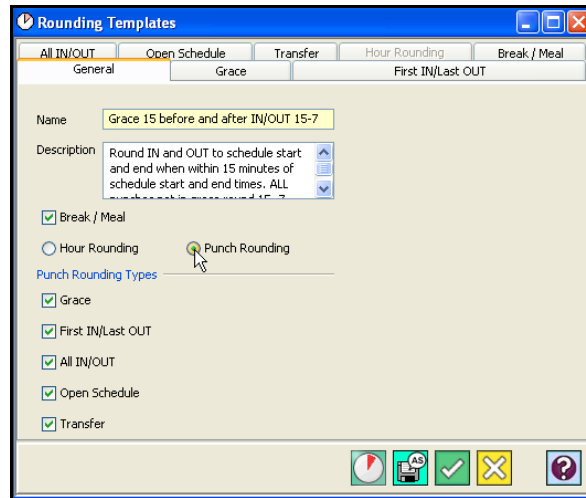 Rounding Templates
All IN/OUT Open Schedule Transfer Hour Rounding Break / Meal
General Grace First IN/Last OUT
Name Grace 15 before and after IN/OUT 15-7
Description Round IN and OUT to schedule start
and end when within 15 minutes of
schedule start and end times. ALL
Break / Meal
Hour Rounding Punch Rounding
Punch Rounding Types
Grace
First IN/Last OUT
All IN/OUT
Open Schedule
Transfer
AS
?